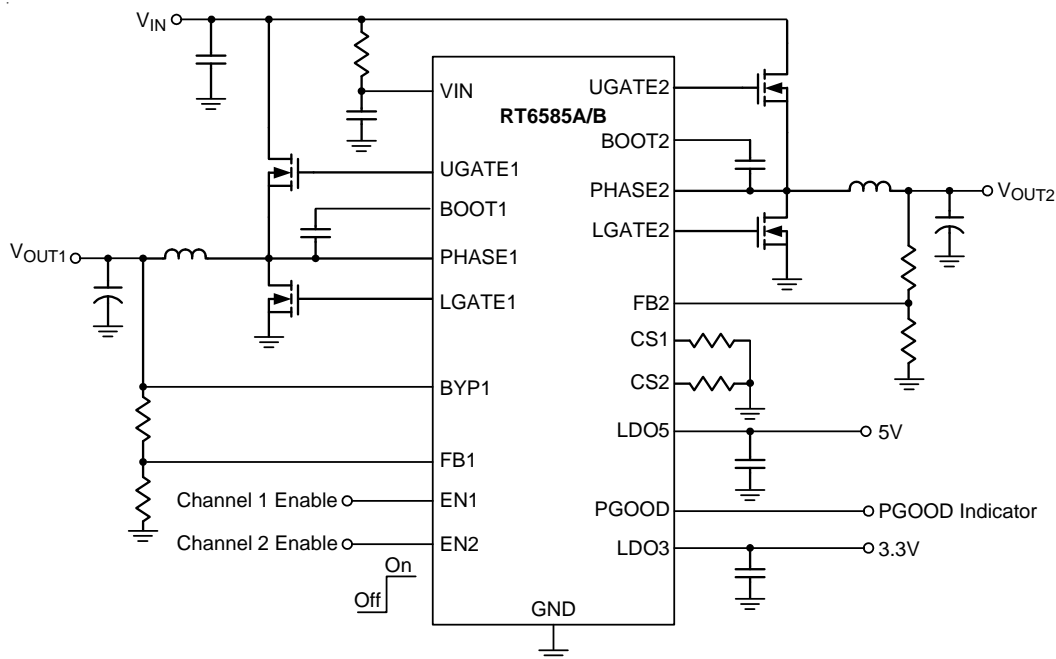 VIN
VIN
RT6585A/B
UGATE2
BOOT2
UGATE1
PHASE2
VOUT2
BOOT1
LGATE2
VOUT1
PHASE1
LGATE1
FB2
CS1
BYP1
CS2
LDO5
5V
FB1
Channel 1 Enable
EN1
PGOOD
PGOOD Indicator
Channel 2 Enable
EN2
LDO3
3.3V
On
Off
GND